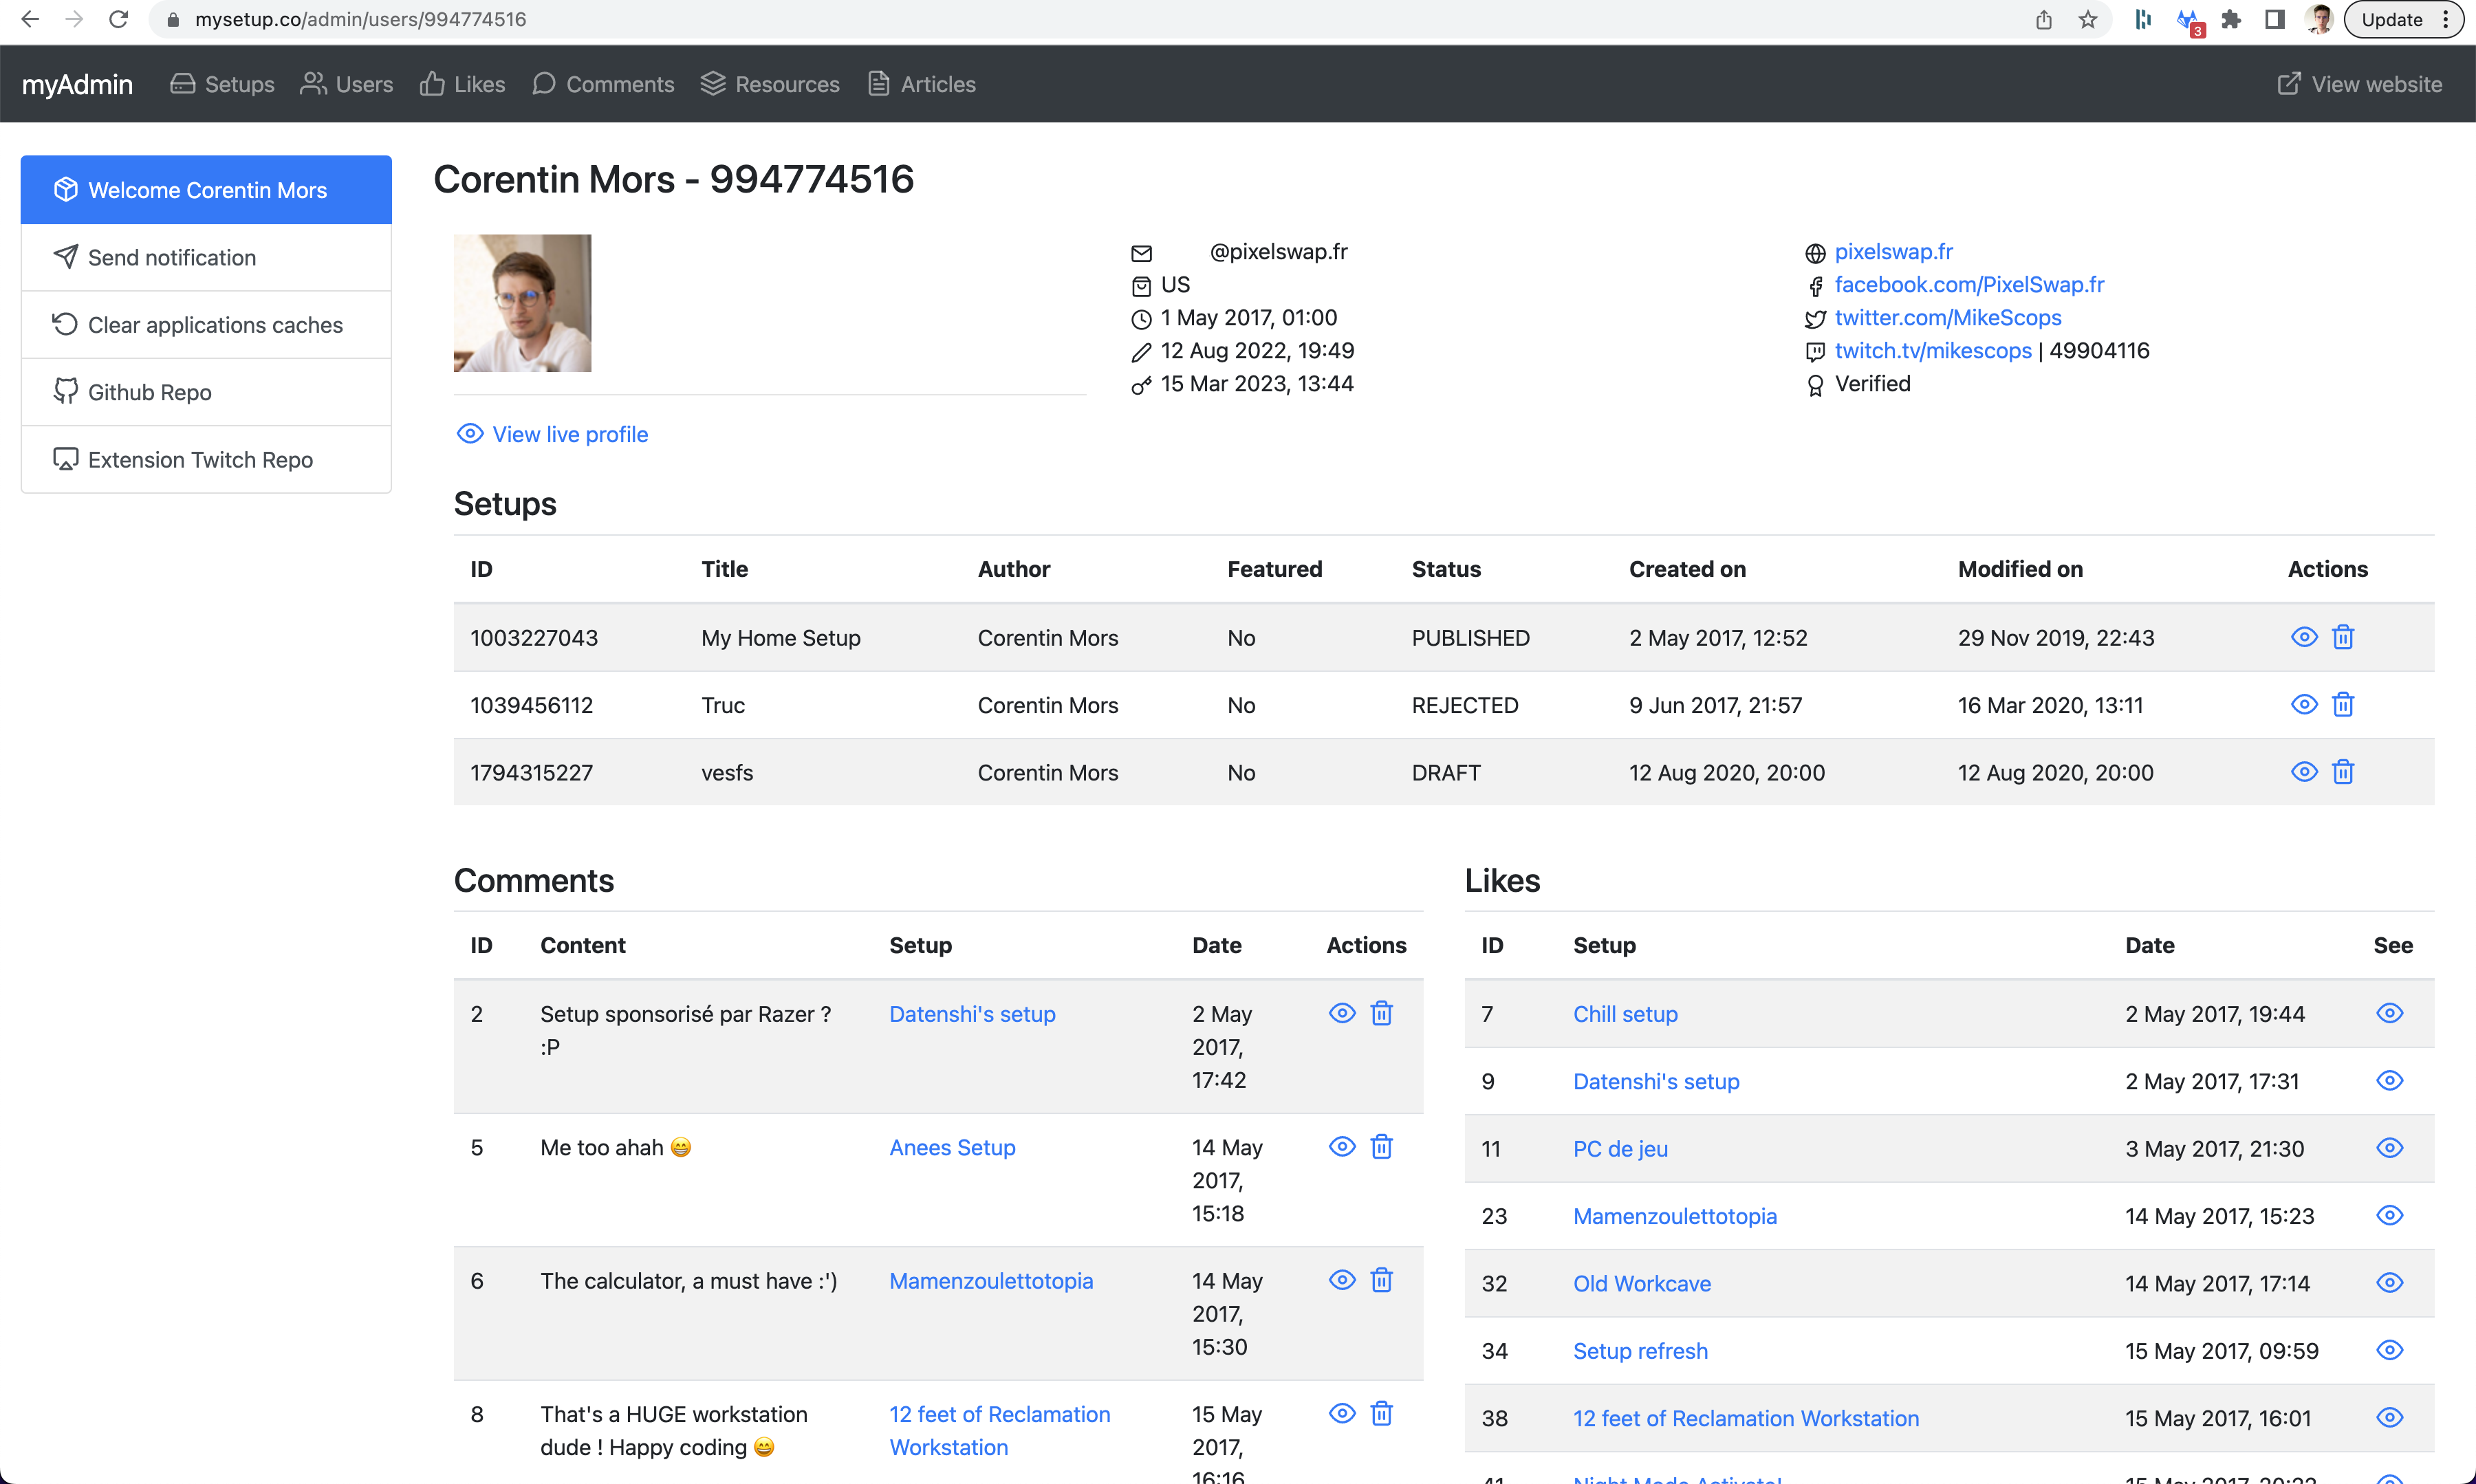 mysetup.co/admin/users/994774516
3
Update
myAdmin Setups Users Likes Comments Resources Articles View website
Welcome Corentin Mors
Send notification
Clear applications caches
Github Repo
Extension Twitch Repo
Corentin Mors - 994774516
@pixelswap.fr
US
1 May 2017, 01:00
12 Aug 2022, 19:49
15 Mar 2023, 13:44
pixelswap.fr
facebook.com/PixelSwap.fr
twitter.com/MikeScops
twitch.tv/mikescops | 49904116
Verified
View live profile
Setups
ID Title Author Featured Status Created on Modified on Actions
1003227043 My Home Setup Corentin Mors No PUBLISHED 2 May 2017, 12:52 29 Nov 2019, 22:43
1039456112 Truc Corentin Mors No REJECTED 9 Jun 2017, 21:57 16 Mar 2020, 13:11
1794315227 vesfs Corentin Mors No DRAFT 12 Aug 2020, 20:00 12 Aug 2020, 20:00
Comments
ID Content Setup Date Actions
2 Setup sponsorisé par Razer ? Datenshi's setup 2 May
:P 2017,
17:42
5 Me too ahah 😁 Anees Setup 14 May
2017,
15:18
6 The calculator, a must have :') Mamenzoulettotopia 14 May
2017,
15:30
8 That's a HUGE workstation 12 feet of Reclamation 15 May
dude ! Happy coding 😄 Workstation 2017,
16:16
Likes
ID Setup Date See
7 Chill setup 2 May 2017, 19:44
9 Datenshi's setup 2 May 2017, 17:31
11 PC de jeu 3 May 2017, 21:30
23 Mamenzoulettotopia 14 May 2017, 15:23
32 Old Workcave 14 May 2017, 17:14
34 Setup refresh 15 May 2017, 09:59
38 12 feet of Reclamation Workstation 15 May 2017, 16:01
41 Night Mode Activate! 15 May 2017,